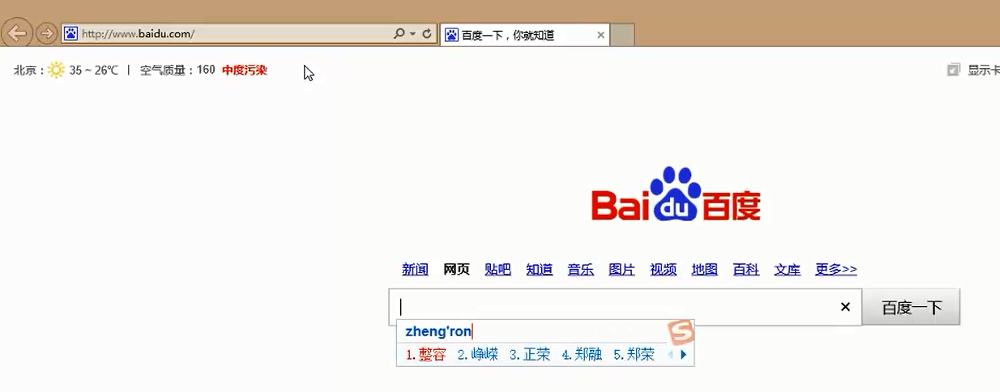 http://www.baidu.com/
百度一下，你就知道
北京： 35 ~ 26℃ | 空气质量：160 中度污染
显示卡
Bai du 百度
新闻 网页 贴吧 知道 音乐 图片 视频 地图 百科 文库 更多>>
百度一下
zheng'ron
1.整容 2.峥嵘 3.正荣 4.郑融 5.郑荣